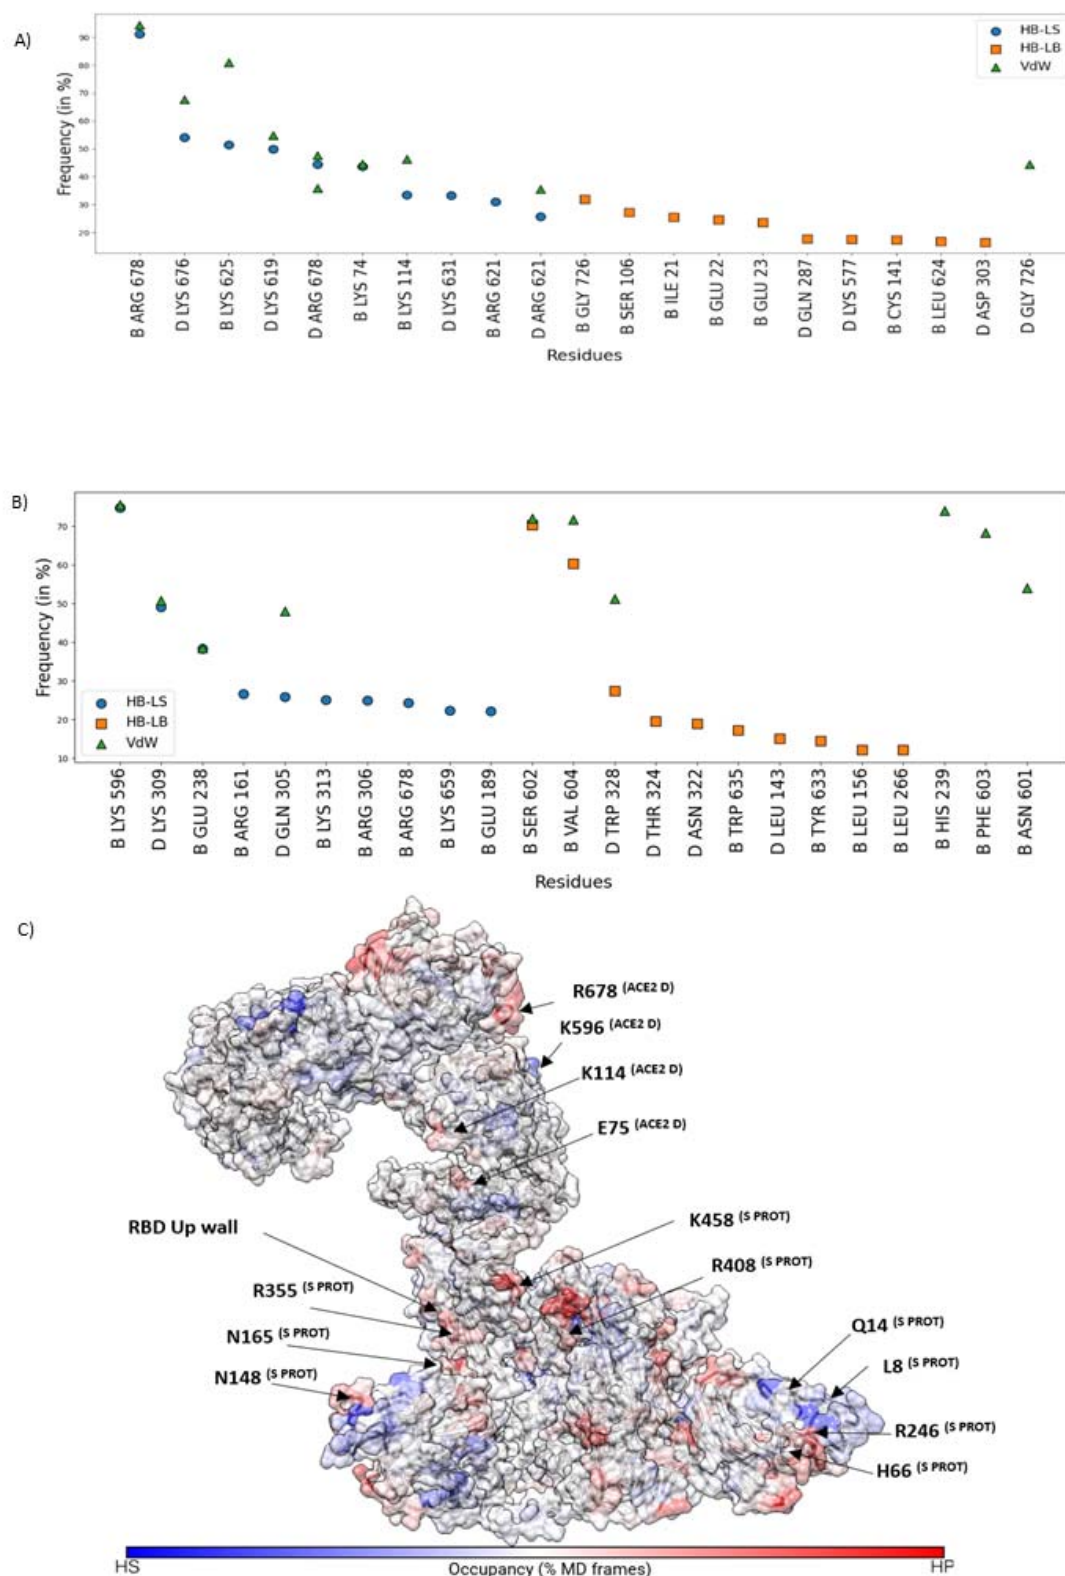 A)
HB-LS
HB-LB
VdW
Frequency (in %)
90
80
70
60
50
40
30
20
B ARG 678
D LYS 676
B LYS 625
D LYS 619
D ARG 678
B LYS 74
B LYS 114
D LYS 631
B ARG 621
D ARG 621
B GLY 726
B SER 106
B ILE 21
B GLU 22
B GLU 23
D GLN 287
D LYS 577
B CYS 141
B LEU 624
D ASP 303
D GLY 726
Residues
B)
Frequency (in %)
70
60
50
40
30
20
10
HB-LS
HB-LB
VdW
B LYS 596
D LYS 309
B GLU 238
B ARG 161
D GLN 305
B LYS 313
B ARG 306
B ARG 678
B LYS 659
B GLU 189
B SER 602
B VAL 604
D TRP 328
D THR 324
D ASN 322
B TRP 635
D LEU 143
B TYR 633
B LEU 156
B LEU 266
B HIS 239
B PHE 603
B ASN 601
Residues
C)
R678 (ACE2 D)
K596 (ACE2 D)
K114 (ACE2 D)
E75 (ACE2 D)
K458 (S PROT)
RBD Up wall
R408 (S PROT)
R355 (S PROT)
Q14 (S PROT)
N165 (S PROT)
L8 (S PROT)
N148 (S PROT)
R246 (S PROT)
H66 (S PROT)
HS
Occupancy (% MD frames)
HP